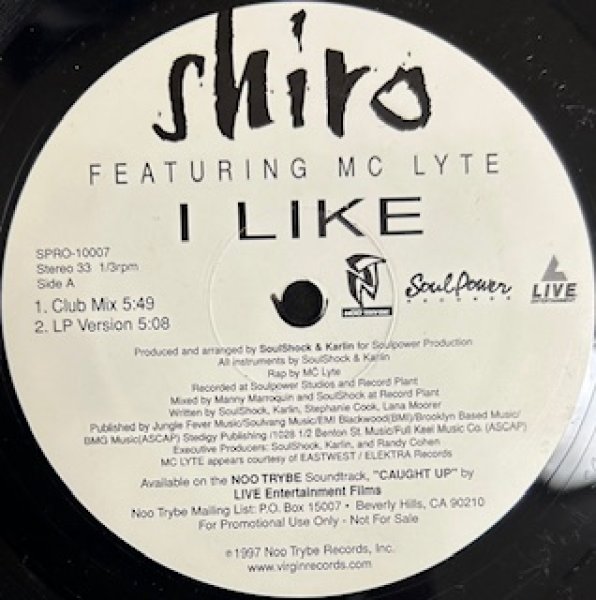 shiro
FEATURING MC LYTE
I LIKE
SPRO-10007
Stereo 33 1/3rpm
Side A
1. Club Mix 5:49
2. LP Version 5:08
NOO TRYBE
SoulPower
RECORDS
LIVE
ENTERTAINMENT
Produced and arranged by SoulShock & Karlin for Soulpower Production
All instruments by SoulShock & Karlin
Rap by MC Lyte
Recorded at Soulpower Studios and Record Plant
Mixed by Manny Marroquin and SoulShock at Record Plant
Written by SoulShock, Karlin, Stephanie Cook, Lana Moorer
Published by Jungle Fever Music/Soulvang Music/EMI Blackwood(BMI)/Brooklyn Based Music/
BMG Music(ASCAP) Stedigy Publishing /1028 1/2 Benton St. Music/Full Keel Music Co. (ASCAP)
Executive Producers: SoulShock, Karlin, and Randy Cohen
MC LYTE appears courtesy of EASTWEST / ELEKTRA Records
Available on the NOO TRYBE Soundtrack, "CAUGHT UP" by
LIVE Entertainment Films
Noo Trybe Mailing List: P.O. Box 15007 • Beverly Hills, CA 90210
For Promotional Use Only - Not For Sale
℗1997 Noo Trybe Records, Inc.
www.virginrecords.com